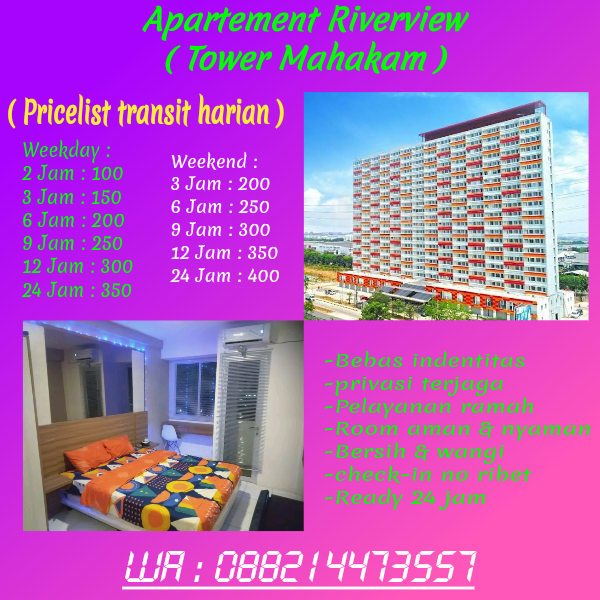 Apartement Riverview
( Tower Mahakam )
( Pricelist transit harian )
Weekday :
2 Jam : 100
3 Jam : 150
6 Jam : 200
9 Jam : 250
12 Jam : 300
24 Jam : 350
Weekend :
3 Jam : 200
6 Jam : 250
9 Jam : 300
12 Jam : 350
24 Jam : 400
-Bebas indentitas
-privasi terjaga
-Pelayanan ramah
-Room aman & nyaman
-Bersih & wangi
-check-in no ribet
-Ready 24 Jam
WA : 088214473557